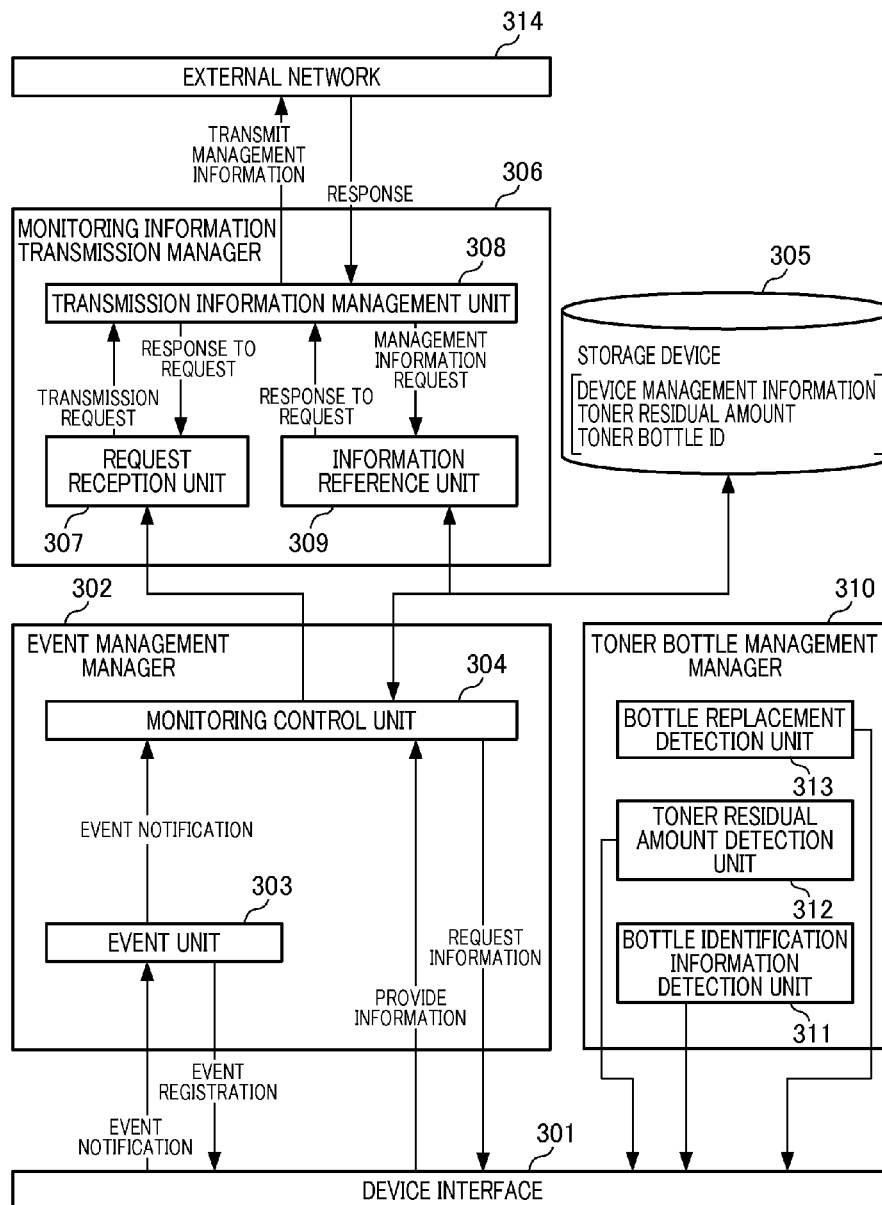 314
EXTERNAL NETWORK
TRANSMIT
MANAGEMENT
INFORMATION
RESPONSE
306
MONITORING INFORMATION
TRANSMISSION MANAGER
308
TRANSMISSION INFORMATION MANAGEMENT UNIT
RESPONSE TO
REQUEST
MANAGEMENT
INFORMATION
REQUEST
TRANSMISSION
REQUEST
RESPONSE TO
REQUEST
REQUEST
RECEPTION UNIT
307
INFORMATION
REFERENCE UNIT
309
305
STORAGE DEVICE
DEVICE MANAGEMENT INFORMATION
TONER RESIDUAL AMOUNT
TONER BOTTLE ID
302
EVENT MANAGEMENT
MANAGER
304
MONITORING CONTROL UNIT
EVENT NOTIFICATION
303
EVENT UNIT
REQUEST
INFORMATION
PROVIDE
INFORMATION
EVENT
REGISTRATION
EVENT
NOTIFICATION
310
TONER BOTTLE MANAGEMENT
MANAGER
BOTTLE REPLACEMENT
DETECTION UNIT
313
TONER RESIDUAL
AMOUNT DETECTION
UNIT
312
BOTTLE IDENTIFICATION
INFORMATION
DETECTION UNIT
311
301
DEVICE INTERFACE